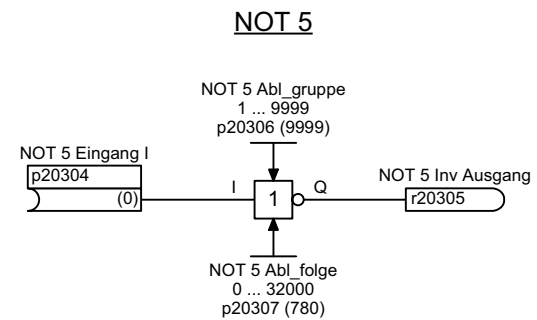 NOT 5
NOT 5 Abl_gruppe
1 ... 9999
p20306 (9999)
NOT 5 Eingang I
p20304
(0)
I
1
Q
NOT 5 Inv Ausgang
r20305
NOT 5 Abl_folge
0 ... 32000
p20307 (780)